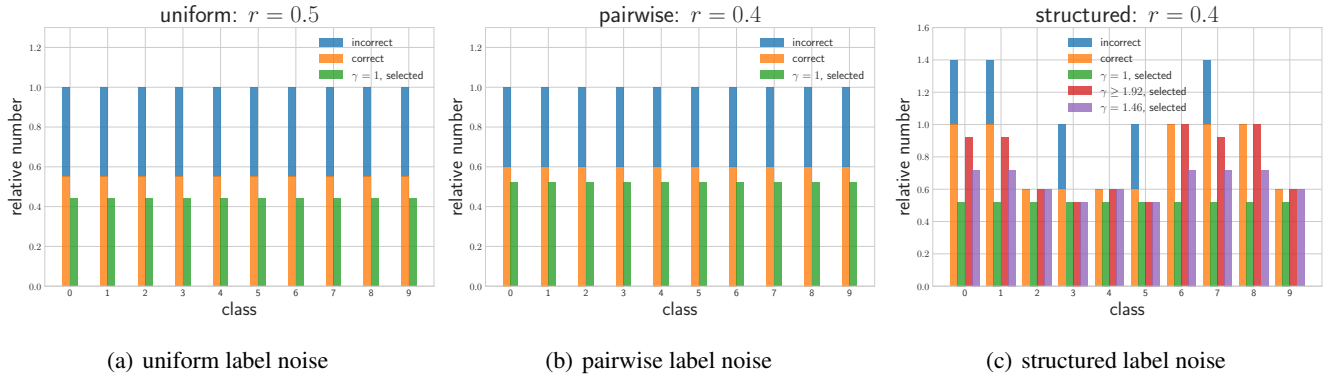 uniform: r = 0.5
relative number
1.2
1.0
0.8
0.6
0.4
0.2
0.0
incorrect
correct
γ = 1, selected
0 1 2 3 4 5 6 7 8 9
class
(a) uniform label noise
pairwise: r = 0.4
relative number
1.2
1.0
0.8
0.6
0.4
0.2
0.0
incorrect
correct
γ = 1, selected
0 1 2 3 4 5 6 7 8 9
class
(b) pairwise label noise
structured: r = 0.4
relative number
1.6
1.4
1.2
1.0
0.8
0.6
0.4
0.2
0.0
incorrect
correct
γ = 1, selected
γ ≥ 1.92, selected
γ = 1.46, selected
0 1 2 3 4 5 6 7 8 9
class
(c) structured label noise